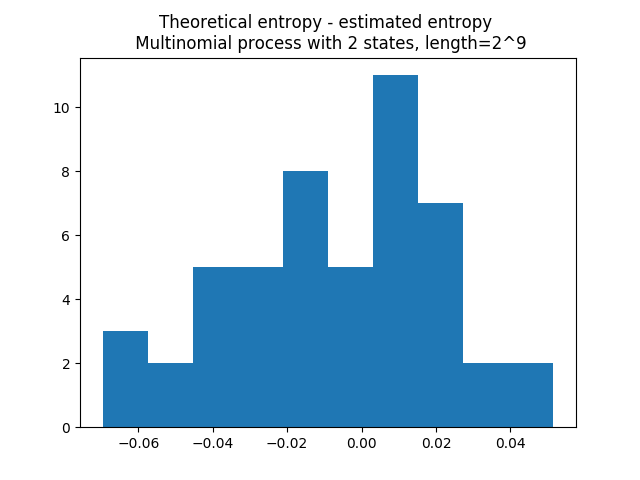 Theoretical entropy - estimated entropy
Multinomial process with 2 states, length=2^9
10
8
6
4
2
0
−0.06 −0.04 −0.02 0.00 0.02 0.04